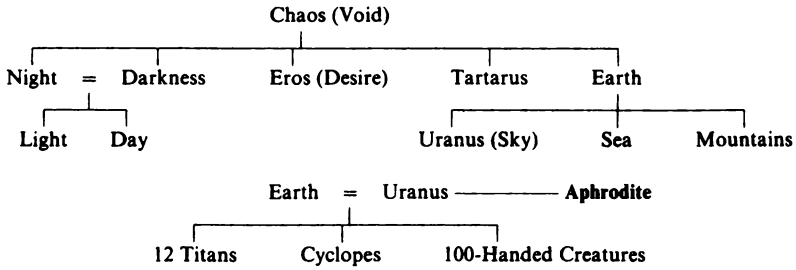 Chaos (Void)
Night = Darkness Eros (Desire) Tartarus Earth
Light Day Uranus (Sky) Sea Mountains
Earth = Uranus Aphrodite
12 Titans Cyclopes 100-Handed Creatures